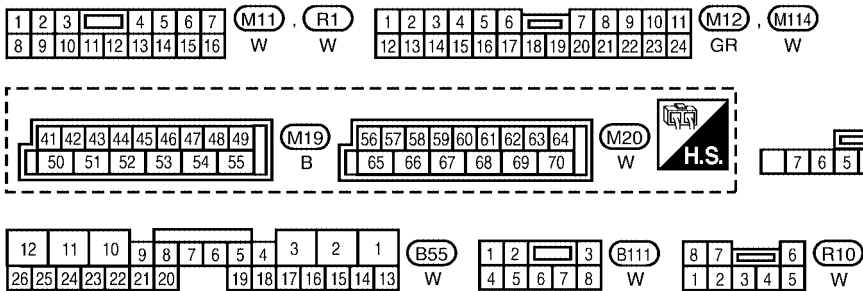 1 2 3 4 5 6 7 M11 , R1 1 2 3 4 5 6 7 8 9 10 11 M12 , M114
8 9 10 11 12 13 14 15 16 W W 12 13 14 15 16 17 18 19 20 21 22 23 24 GR W
41 42 43 44 45 46 47 48 49 M19 56 57 58 59 60 61 62 63 64 M20
50 51 52 53 54 55 B 65 66 67 68 69 70 W H.S. 7 6 5
12 11 10 9 8 7 6 5 4 3 2 1 B55 1 2 3 B111 8 7 6 R10
26 25 24 23 22 21 20 19 18 17 16 15 14 13 W 4 5 6 7 8 W 1 2 3 4 5 W